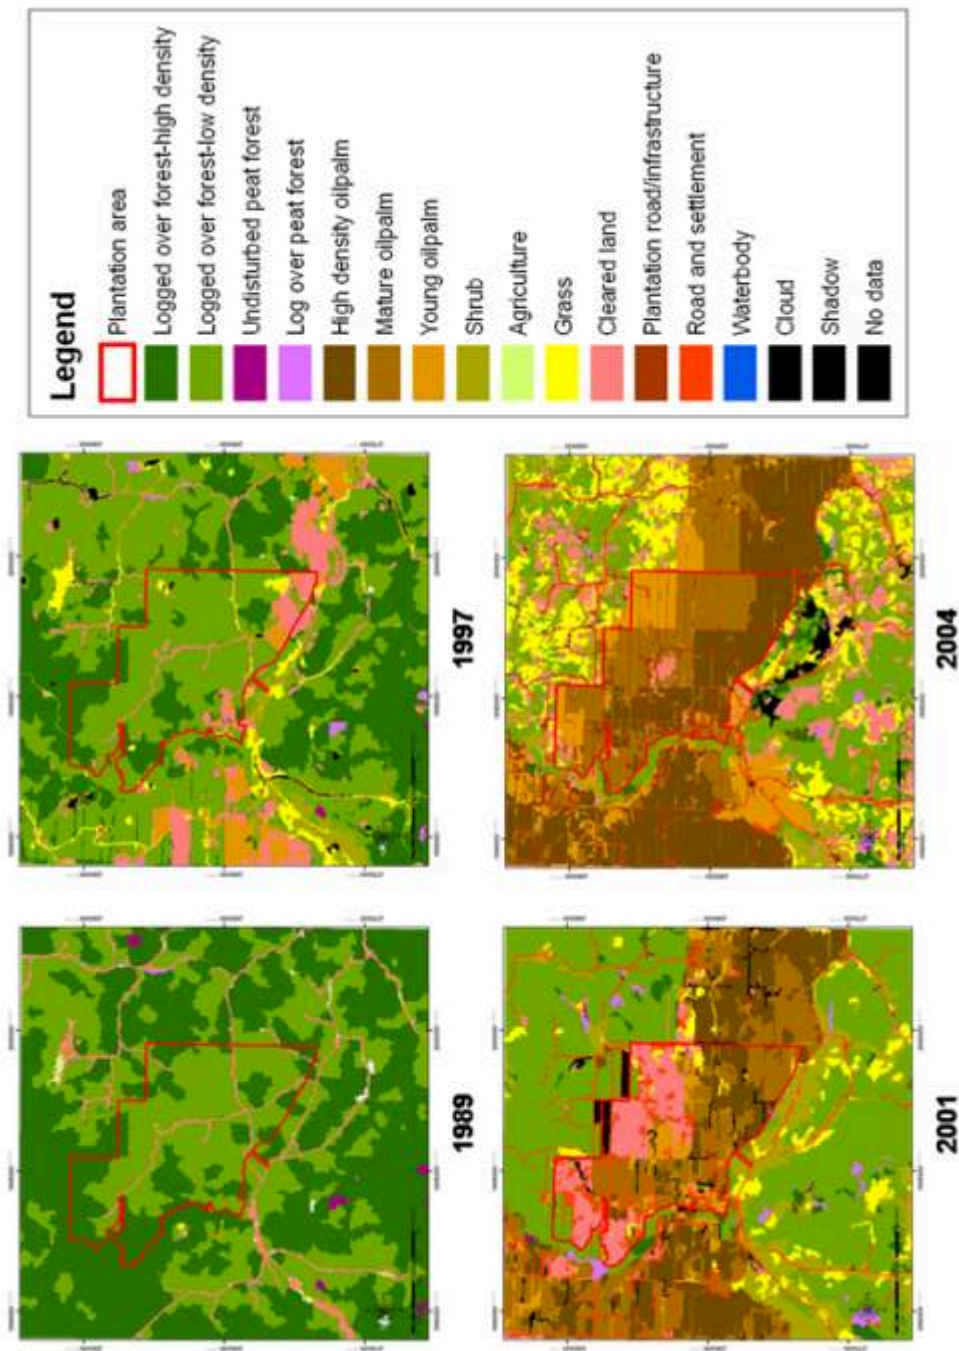 Legend
Plantation area
Logged over forest-high density
Logged over forest-low density
Undisturbed peat forest
Log over peat forest
High density oilpalm
Mature oilpalm
Young oilpalm
Shrub
Agriculture
Grass
Cleared land
Plantation road/infrastructure
Road and settlement
Waterbody
Cloud
Shadow
No data
1989
1997
2001
2004